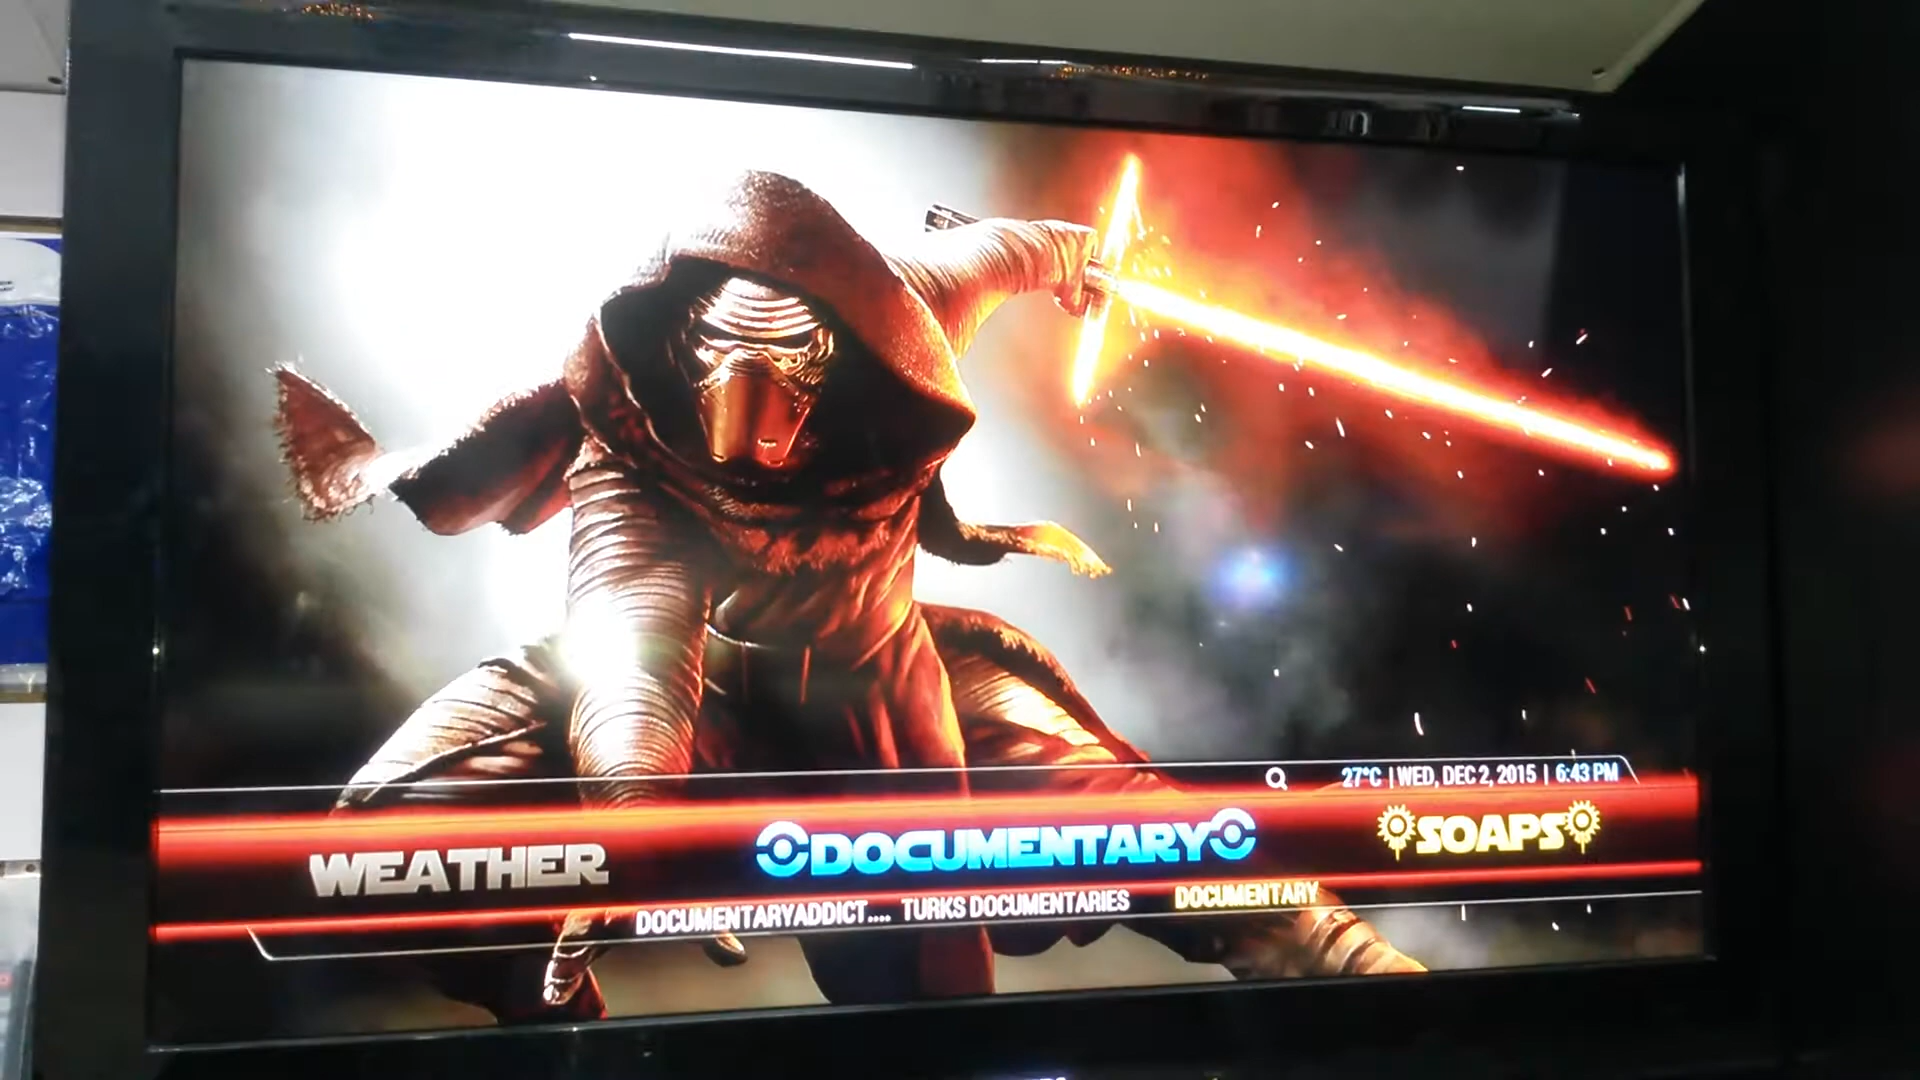 27°C | WED, DEC 2, 2015 | 6:43 PM
WEATHER DOCUMENTARY SOAPS
DOCUMENTARYADDICT.... TURKS DOCUMENTARIES DOCUMENTARY